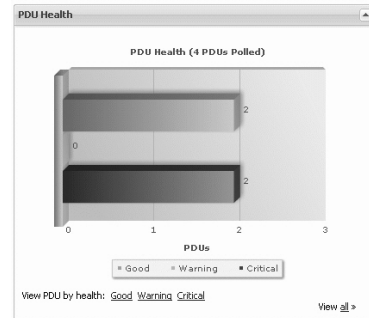 PDU Health
PDU Health (4 PDUs Polled)
2
0
2
0 1 2 3
PDUs
Good Warning Critical
View PDU by health: Good Warning Critical
View all »